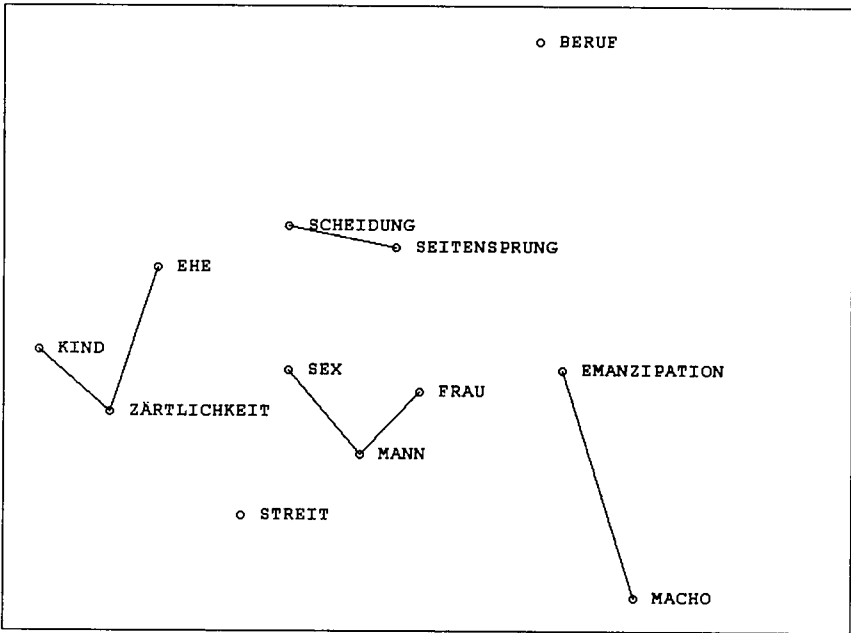 BERUF
SCHEIDUNG
SEITENSPRUNG
EHE
KIND
SEX
EMANZIPATION
FRAU
ZÄRTLICHKEIT
MANN
STREIT
MACHO